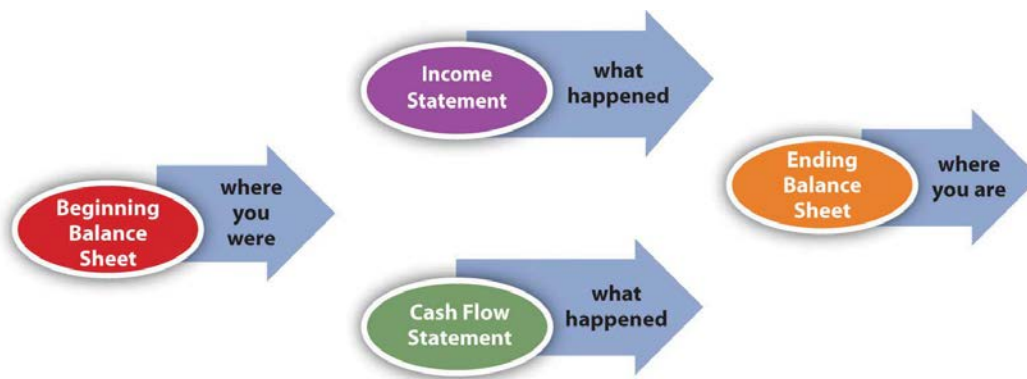 Beginning
Balance
Sheet
where
you
were
Income
Statement
what
happened
Cash Flow
Statement
what
happened
Ending
Balance
Sheet
where
you are